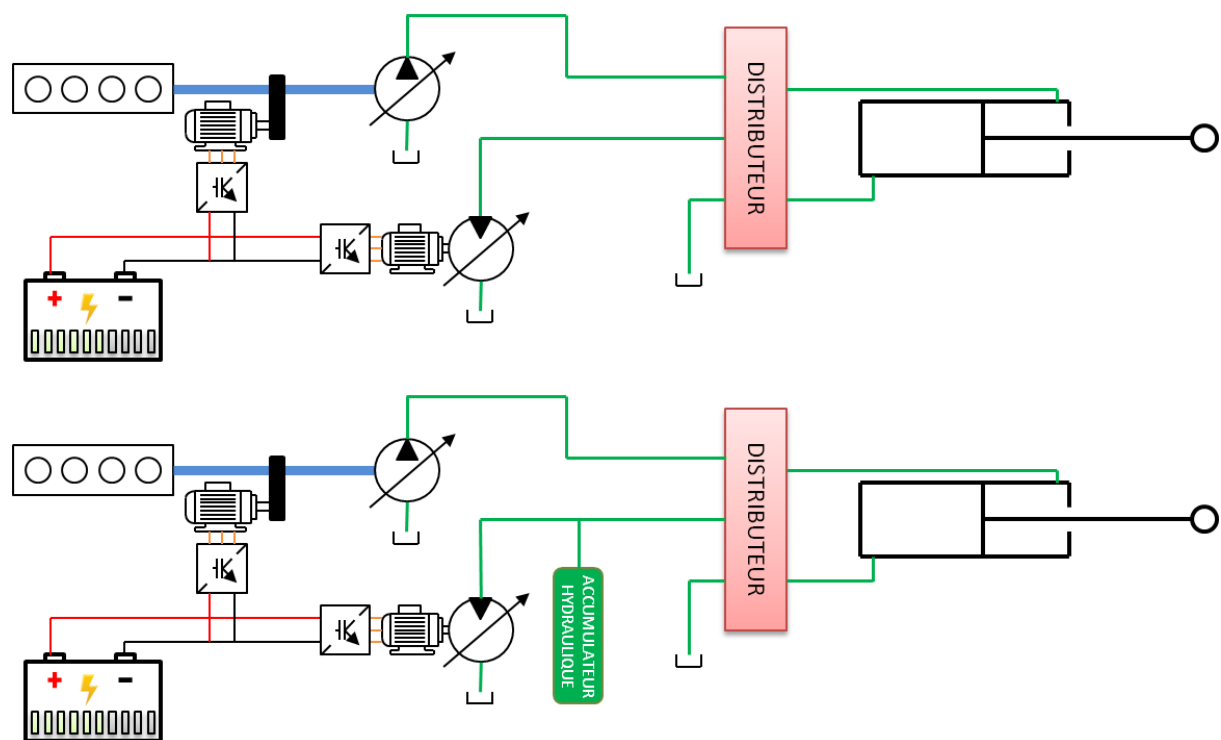 DISTRIBUTEUR
+ -
DISTRIBUTEUR
ACCUMULATEUR
HYDRAULIQUE
+ -